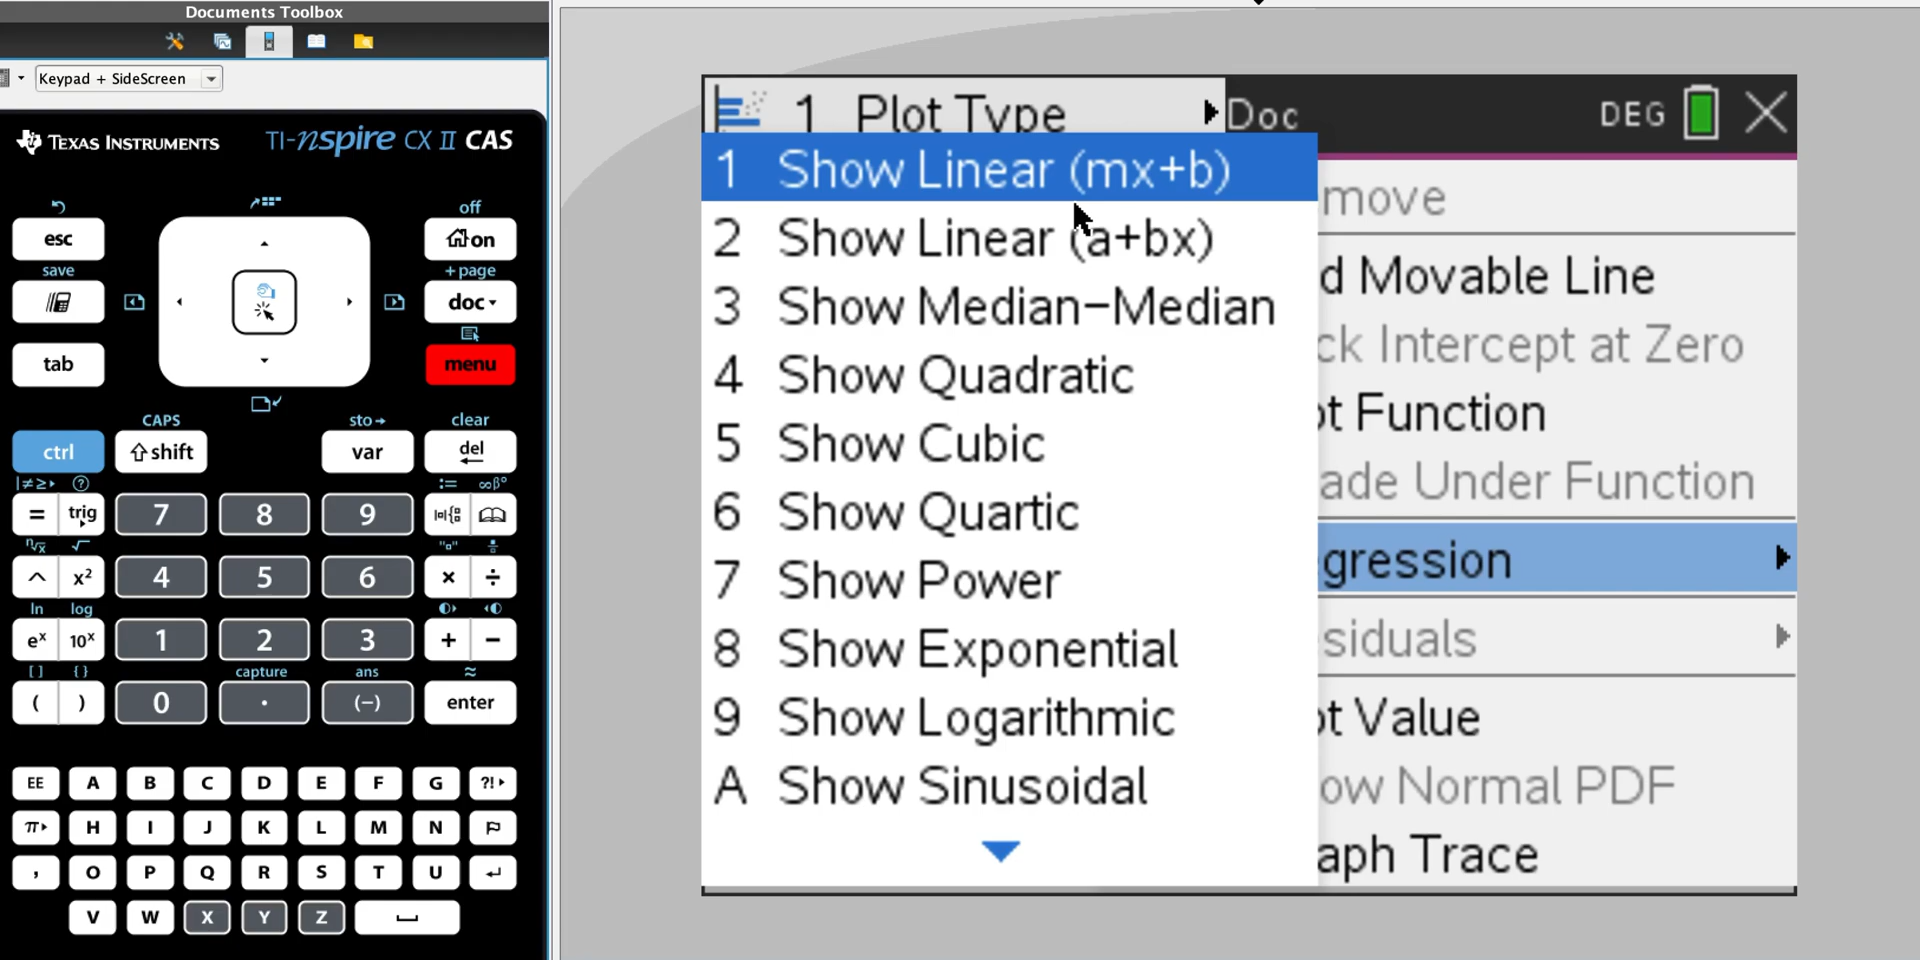 Documents Toolbox
Keypad + SideScreen
TEXAS INSTRUMENTS
TI-nspire CX II CAS
off
esc
on
save
+ page
doc
tab
menu
CAPS
sto→
clear
ctrl
shift
var
del
|≠≥▸ ? := ∞β°
= trig 7 8 9
ⁿ√x √ "▫"
^ x² 4 5 6 × ÷
ln log
eˣ 10ˣ 1 2 3 + −
[ ] { } capture ans ≈
( ) 0 . (−) enter
EE A B C D E F G ?!▸
π▸ H I J K L M N
, O P Q R S T U
V W X Y Z
1 Plot Type
Doc
DEG
1 Show Linear (mx+b)
2 Show Linear (a+bx)
3 Show Median−Median
4 Show Quadratic
5 Show Cubic
6 Show Quartic
7 Show Power
8 Show Exponential
9 Show Logarithmic
A Show Sinusoidal
move
d Movable Line
ck Intercept at Zero
ot Function
ade Under Function
gression
siduals
ot Value
ow Normal PDF
aph Trace